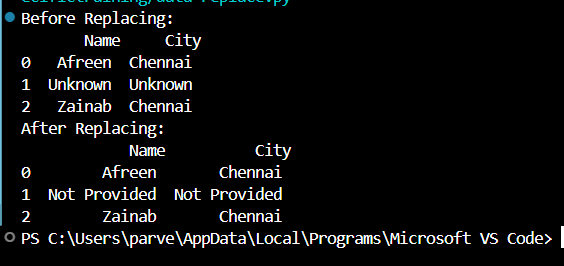 Before Replacing:
Name City
0 Afreen Chennai
1 Unknown Unknown
2 Zainab Chennai
After Replacing:
Name City
0 Afreen Chennai
1 Not Provided Not Provided
2 Zainab Chennai
PS C:\Users\parve\AppData\Local\Programs\Microsoft VS Code>